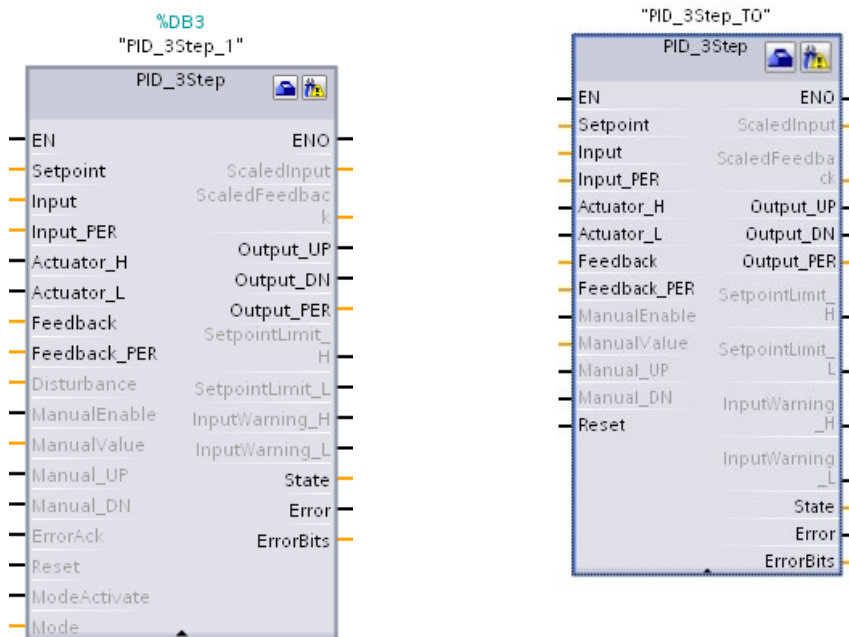 %DB3
"PID_3Step_1"
PID_3Step
EN
ENO
Setpoint
ScaledInput
Input
ScaledFeedbac
k
Input_PER
Actuator_H
Output_UP
Actuator_L
Output_DN
Feedback
Output_PER
Feedback_PER
SetpointLimit_
H
Disturbance
SetpointLimit_L
ManualEnable
InputWarning_H
ManualValue
InputWarning_L
Manual_UP
State
Manual_DN
Error
ErrorAck
ErrorBits
Reset
ModeActivate
Mode
"PID_3Step_TO"
PID_3Step
EN
ENO
Setpoint
ScaledInput
Input
ScaledFeedba
ck
Input_PER
Actuator_H
Output_UP
Actuator_L
Output_DN
Feedback
Output_PER
Feedback_PER
SetpointLimit_
H
ManualEnable
ManualValue
SetpointLimit_
L
Manual_UP
Manual_DN
InputWarning
_H
Reset
InputWarning
_L
State
Error
ErrorBits